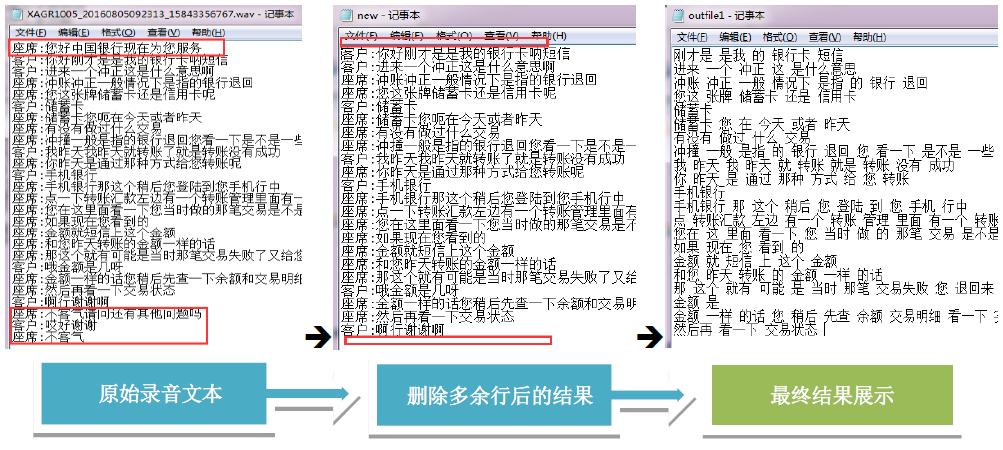 XAGR1005_20160805092313_15843356767.wav - 记事本
文件(F) 编辑(E) 格式(O) 查看(V) 帮助(H)
座席:您好中国银行现在为您服务
客户:你好刚才是是我的银行卡呐短信
客户:进来一个冲正这是什么意思啊
座席:冲账冲正一般情况下是指的银行退回
座席:您这张牌储蓄卡还是信用卡呢
客户:储蓄卡
座席:储蓄卡您呃在今天或者昨天
座席:有没有做过什么交易
座席:冲撞一般是指的银行退回您看一下是不是一些
客户:我昨天我昨天就转账了就是转账没有成功
座席:你昨天是通过那种方式给您转账呢
客户:手机银行
座席:手机银行那这个稍后您登陆到您手机行中
座席:点一下转账汇款左边有一个转账管理里面有一
座席:您在这里面看一下您当时做的那笔交易是不是
座席:如果现在您看到的
座席:金额就短信上这个金额
座席:和您昨天转账的金额一样的话
座席:那这个就有可能是当时那笔交易失败了又给您
客户:哦金额是几呀
座席:金额一样的话您稍后先查一下余额和交易明细
座席:然后再看一下交易状态
客户:啊行谢谢啊
座席:不客气请问还有其他问题吗
客户:哎好谢谢
座席:不客气
new - 记事本
文件(F) 编辑(E) 格式(O) 查看(V) 帮助(H)
客户:你好刚才是是我的银行卡呐短信
客户:进来一个冲正这是什么意思啊
座席:冲账冲正一般情况下是指的银行退回
座席:您这张牌储蓄卡还是信用卡呢
客户:储蓄卡
座席:储蓄卡您呃在今天或者昨天
座席:有没有做过什么交易
座席:冲撞一般是指的银行退回您看一下是不是一
客户:我昨天我昨天就转账了就是转账没有成功
座席:你昨天是通过那种方式给您转账呢
客户:手机银行
座席:手机银行那这个稍后您登陆到您手机行中
座席:点一下转账汇款左边有一个转账管理里面有
座席:您在这里面看一下您当时做的那笔交易是不
座席:如果现在您看到的
座席:金额就短信上这个金额
座席:和您昨天转账的金额一样的话
座席:那这个就有可能是当时那笔交易失败了又给
客户:哦金额是几呀
座席:金额一样的话您稍后先查一下余额和交易明
座席:然后再看一下交易状态
客户:啊行谢谢啊
outfile1 - 记事本
文件(F) 编辑(E) 格式(O) 查看(V) 帮助(H)
刚才是 是我 的 银行卡 短信
进来 一个 冲正 这 是什么意思
冲账 冲正 一般 情况下 是指 的 银行 退回
您这 张牌 储蓄卡 还是 信用卡
储蓄卡
储蓄卡 您 在 今天 或者 昨天
有没有 做过 什么 交易
冲撞 一般 是指 的 银行 退回 您 看一下 是不是 一些
我 昨天 我 昨天 就 转账 就是 转账 没有 成功
你 昨天 是 通过 那种 方式 给 您 转账
手机银行
手机银行 那 这个 稍后 您 登陆 到 您 手机 行中
点 转账汇款 左边 有一个 转账 管理 里面 有一个 转账
您在 这 里面 看一下 您 当时 做 的 那笔 交易 是不是
如果 现在 您 看到 的
金额 就 短信 上 这个 金额
和您 昨天 转账 的 金额 一样 的话
那 这个 就有 可能 是 当时 那笔 交易失败 您 退回来
金额 是
金额 一样 的话 您 稍后 先查 余额 交易明细 看一下 交
然后再 看一下 交易状态
原始录音文本
删除多余行后的结果
最终结果展示